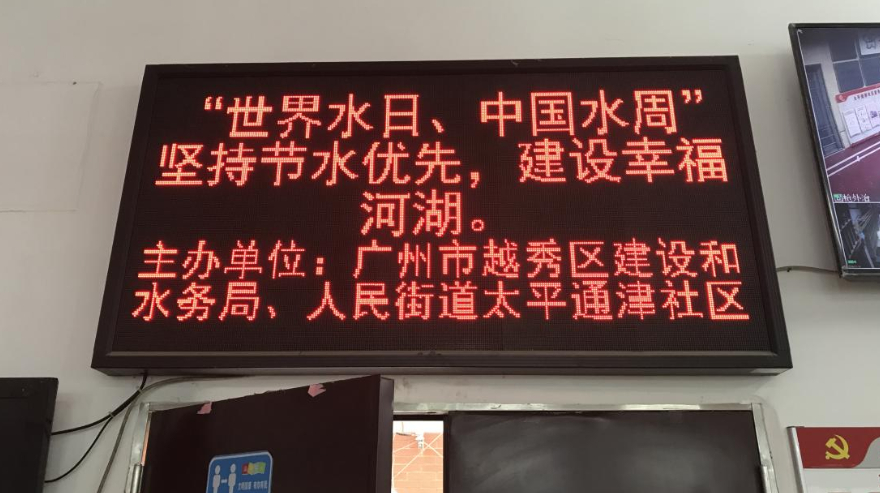 “世界水日、中国水周”
坚持节水优先，建设幸福
河湖。
主办单位：广州市越秀区建设和
水务局、人民街道太平通津社区